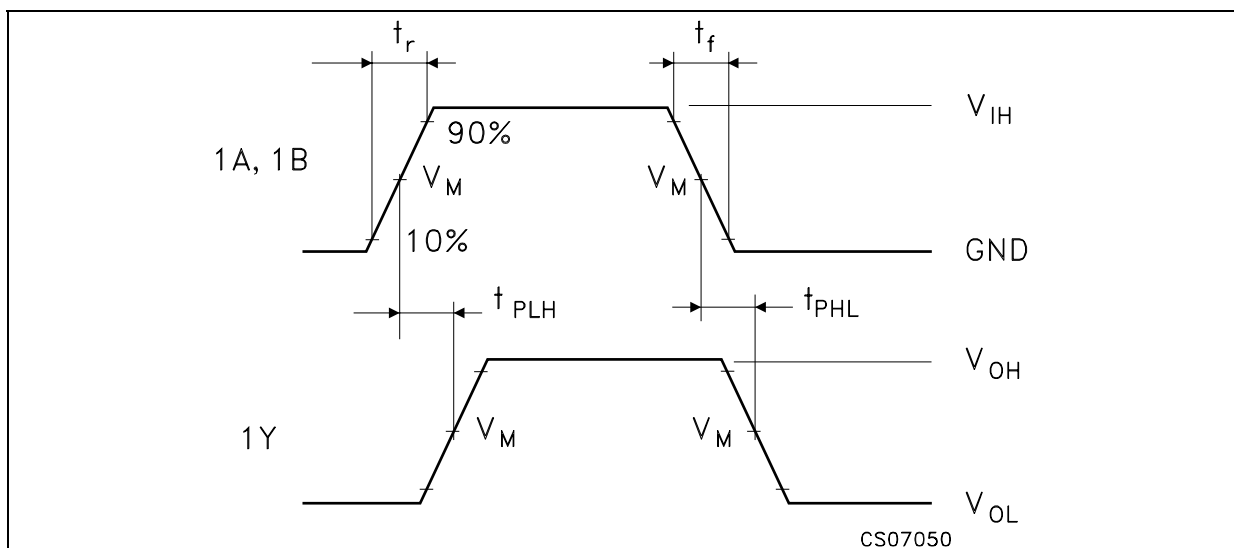 t_r t_f
V_IH
90%
1A, 1B V_M V_M
10% GND
t_PLH t_PHL
V_OH
1Y V_M V_M
V_OL
CS07050